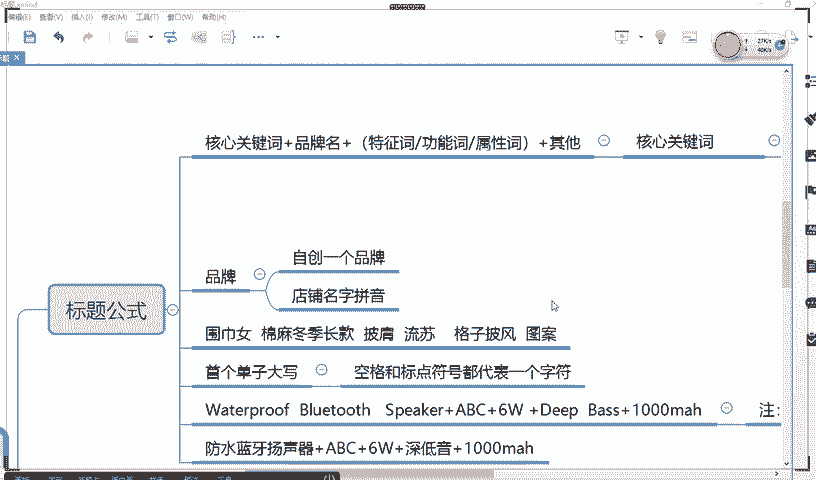 标题.xmind
编辑(E) 查看(V) 插入(I) 修改(M) 工具(T) 窗口(W) 帮助(H)
27K/s
40K/s
标题
核心关键词+品牌名+（特征词/功能词/属性词）+其他
核心关键词
自创一个品牌
品牌
店铺名字拼音
标题公式
围巾女 棉麻冬季长款 披肩 流苏 格子披风 图案
首个单子大写
空格和标点符号都代表一个字符
Waterproof Bluetooth Speaker+ABC+6W +Deep Bass+1000mah
注:
防水蓝牙扬声器+ABC+6W+深低音+1000mah